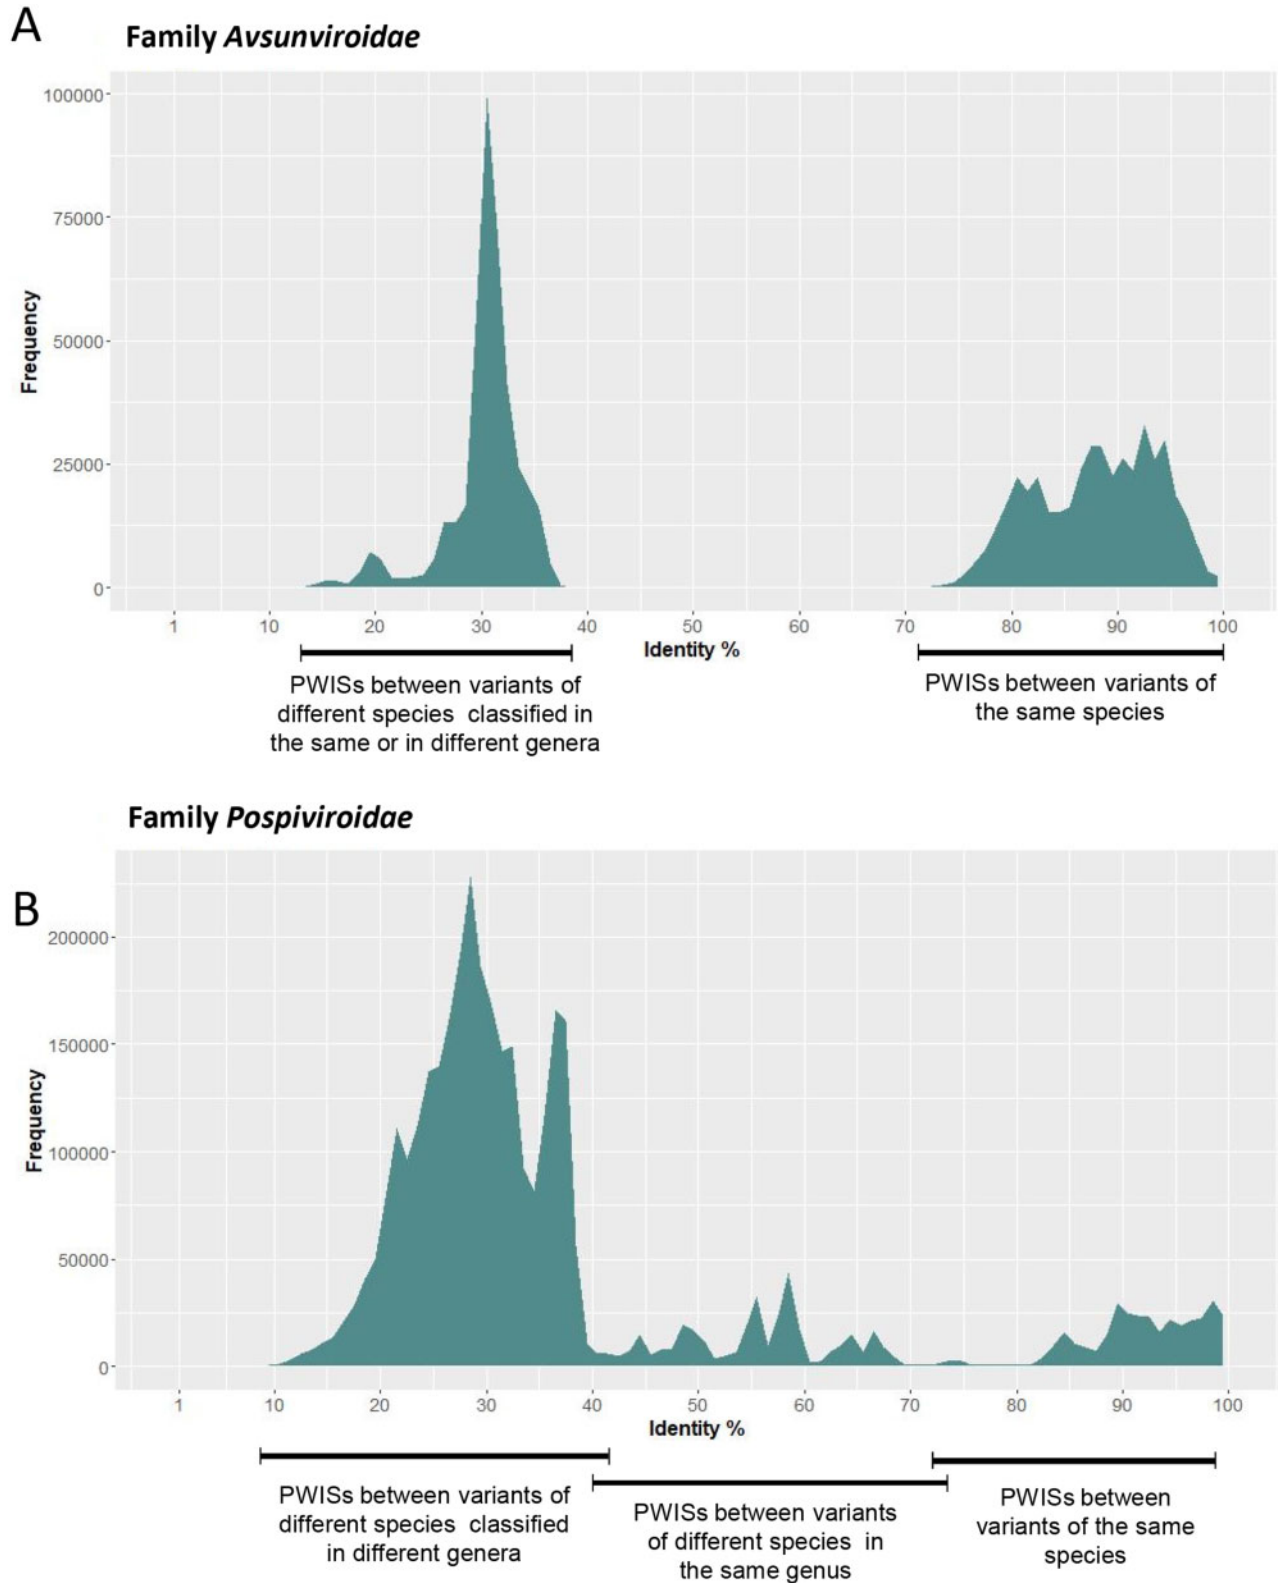 A
Family Avsunviroidae
100000
75000
50000
25000
0
Frequency
1 10 20 30 40 50 60 70 80 90 100
Identity %
PWISs between variants of
different species classified in
the same or in different genera
PWISs between variants of
the same species
Family Pospiviroidae
B
200000
150000
100000
50000
0
Frequency
1 10 20 30 40 50 60 70 80 90 100
Identity %
PWISs between variants of
different species classified
in different genera
PWISs between variants
of different species in
the same genus
PWISs between
variants of the same
species